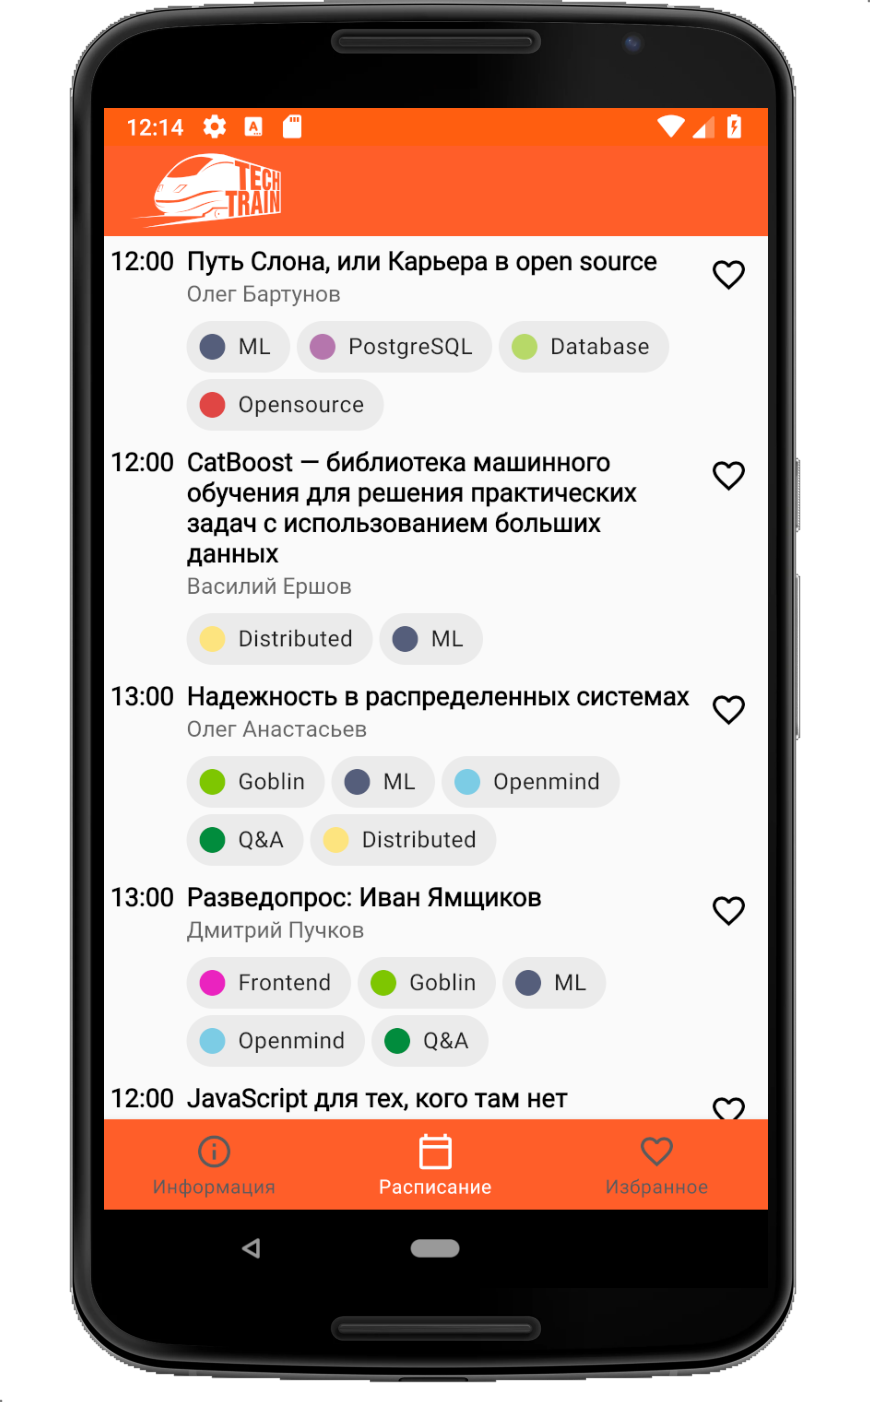 12:14
TECH
TRAIN
12:00 Путь Слона, или Карьера в open source
Олег Бартунов
ML PostgreSQL Database
Opensource
12:00 CatBoost — библиотека машинного
обучения для решения практических
задач с использованием больших
данных
Василий Ершов
Distributed ML
13:00 Надежность в распределенных системах
Олег Анастасьев
Goblin ML Openmind
Q&A Distributed
13:00 Разведопрос: Иван Ямщиков
Дмитрий Пучков
Frontend Goblin ML
Openmind Q&A
12:00 JavaScript для тех, кого там нет
Информация Расписание Избранное